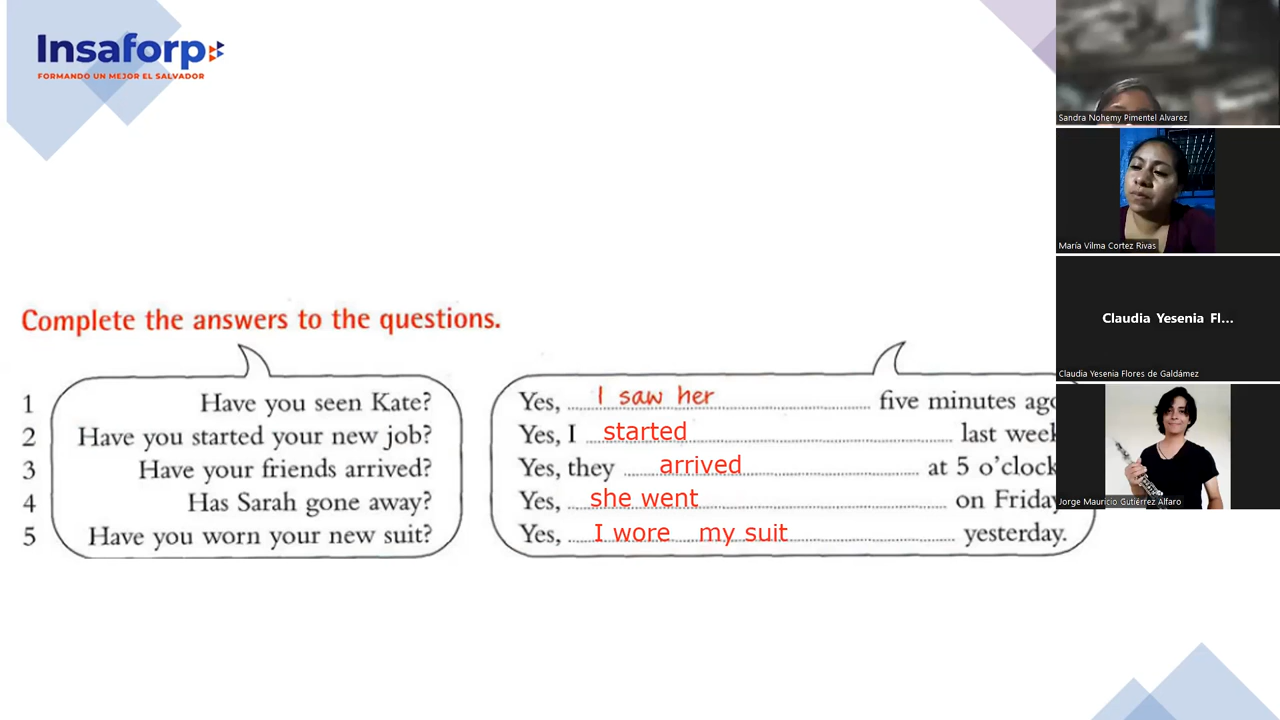 Insaforp
FORMANDO UN MEJOR EL SALVADOR
Complete the answers to the questions.
1 Have you seen Kate?
2 Have you started your new job?
3 Have your friends arrived?
4 Has Sarah gone away?
5 Have you worn your new suit?
Yes, I saw her five minutes ago
Yes, I started last week
Yes, they arrived at 5 o'clock
Yes, she went on Friday
Yes, I wore my suit yesterday.
Sandra Nohemy Pimentel Alvarez
María Vilma Cortez Rivas
Claudia Yesenia Fl...
Claudia Yesenia Flores de Galdámez
Jorge Mauricio Gutiérrez Alfaro